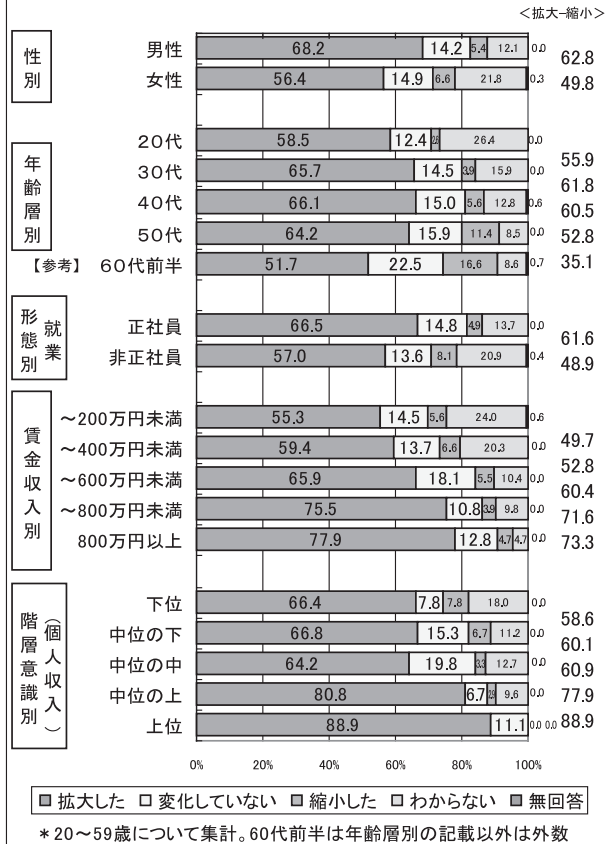 ＜拡大−縮小＞
性別
男性 68.2 14.2 5.4 12.1 0.0 62.8
女性 56.4 14.9 6.6 21.8 0.3 49.8
年齢層別
20代 58.5 12.4 2.6 26.4 0.0 55.9
30代 65.7 14.5 3.9 15.9 0.0 61.8
40代 66.1 15.0 5.6 12.8 0.6 60.5
50代 64.2 15.9 11.4 8.5 0.0 52.8
【参考】 60代前半 51.7 22.5 16.6 8.6 0.7 35.1
就業形態別
正社員 66.5 14.8 4.9 13.7 0.0 61.6
非正社員 57.0 13.6 8.1 20.9 0.4 48.9
賃金収入別
～200万円未満 55.3 14.5 5.6 24.0 0.6 49.7
～400万円未満 59.4 13.7 6.6 20.3 0.0 52.8
～600万円未満 65.9 18.1 5.5 10.4 0.0 60.4
～800万円未満 75.5 10.8 3.9 9.8 0.0 71.6
800万円以上 77.9 12.8 4.7 4.7 0.0 73.3
階層意識別（個人収入）
下位 66.4 7.8 7.8 18.0 0.0 58.6
中位の下 66.8 15.3 6.7 11.2 0.0 60.1
中位の中 64.2 19.8 3.3 12.7 0.0 60.9
中位の上 80.8 6.7 2.9 9.6 0.0 77.9
上位 88.9 11.1 0.0 0.0 88.9
0% 20% 40% 60% 80% 100%
拡大した 変化していない 縮小した わからない 無回答
＊20～59歳について集計。60代前半は年齢層別の記載以外は外数